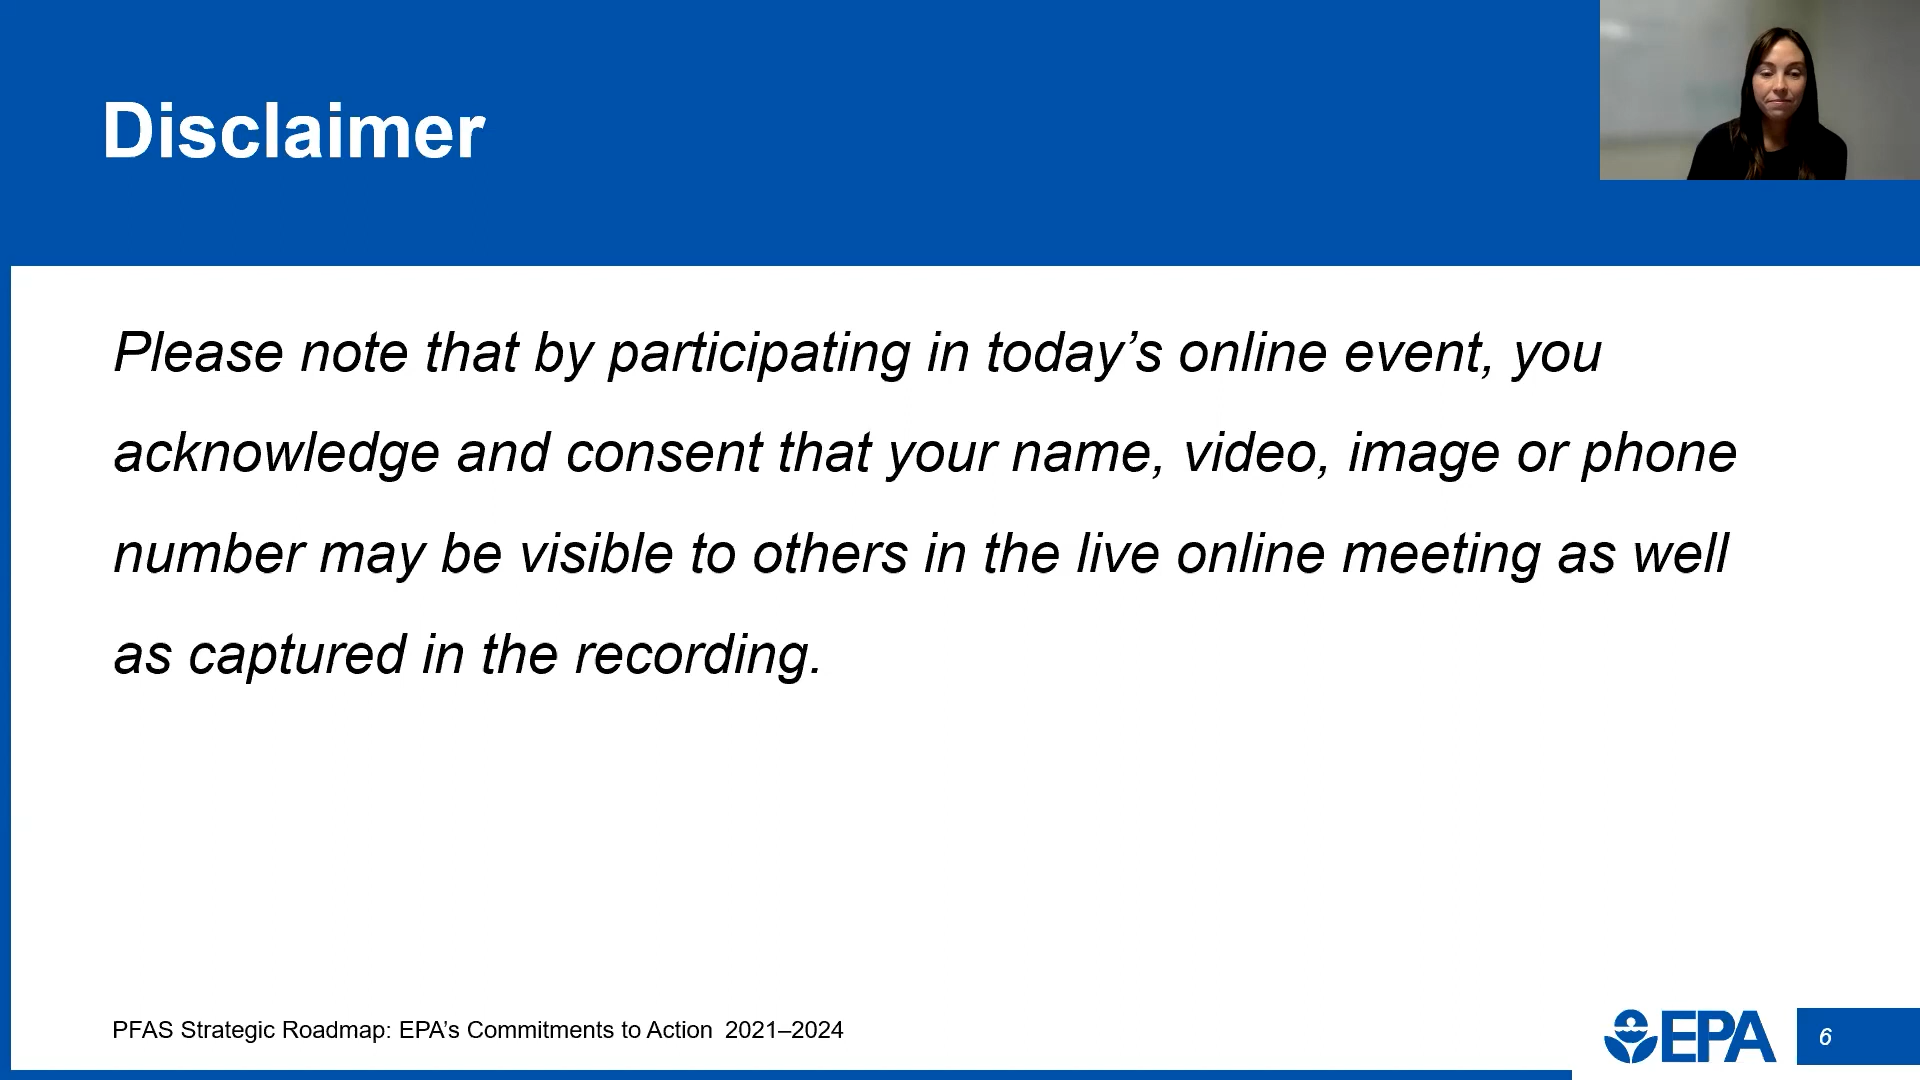 Disclaimer
Please note that by participating in today’s online event, you
acknowledge and consent that your name, video, image or phone
number may be visible to others in the live online meeting as well
as captured in the recording.
PFAS Strategic Roadmap: EPA’s Commitments to Action 2021–2024
EPA
6